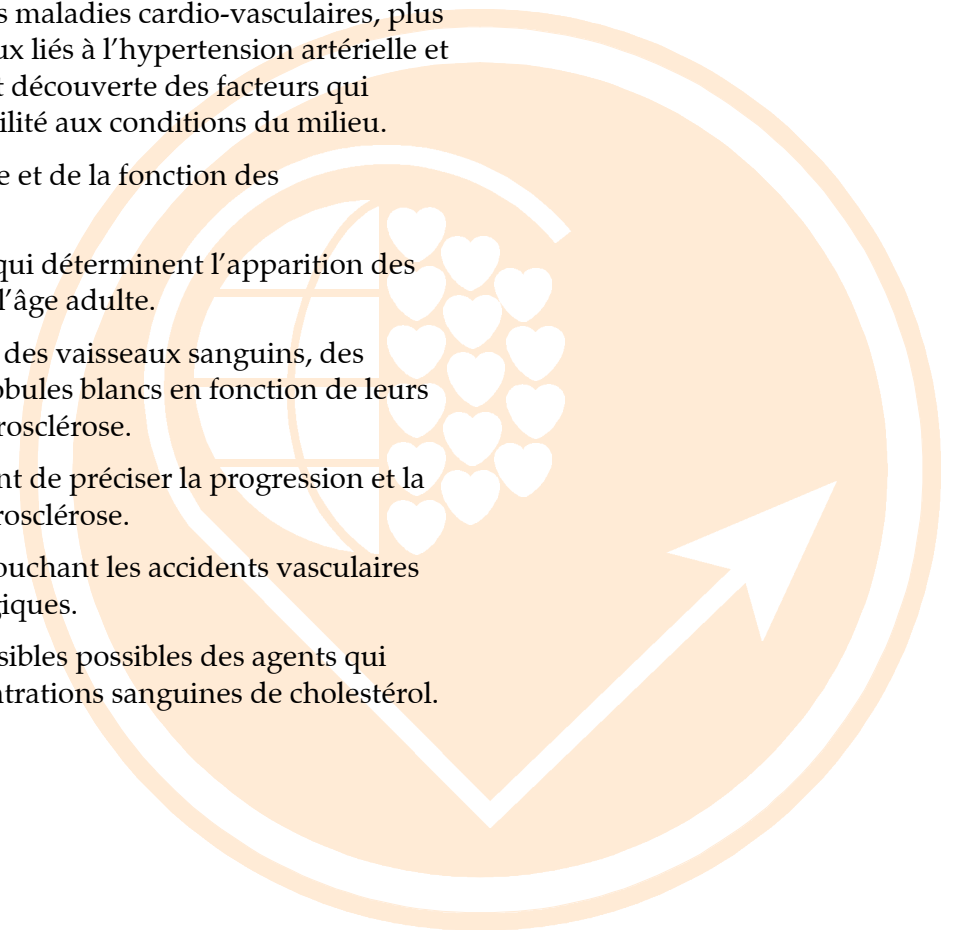 s maladies cardio-vasculaires, plus
ux liés à l’hypertension artérielle et
t découverte des facteurs qui
ilité aux conditions du milieu.
e et de la fonction des
qui déterminent l’apparition des
l’âge adulte.
des vaisseaux sanguins, des
obules blancs en fonction de leurs
rosclérose.
nt de préciser la progression et la
rosclérose.
ouchant les accidents vasculaires
giques.
sibles possibles des agents qui
ntrations sanguines de cholestérol.